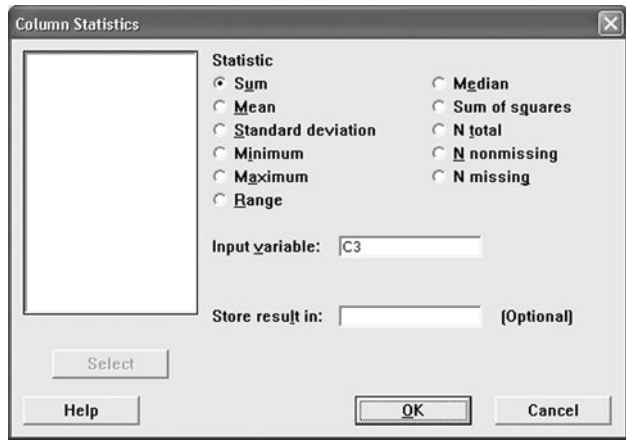 Column Statistics
Statistic
Sum
Mean
Standard deviation
Minimum
Maximum
Range
Median
Sum of squares
N total
N nonmissing
N missing
Input variable: C3
Store result in: (Optional)
Select
Help OK Cancel